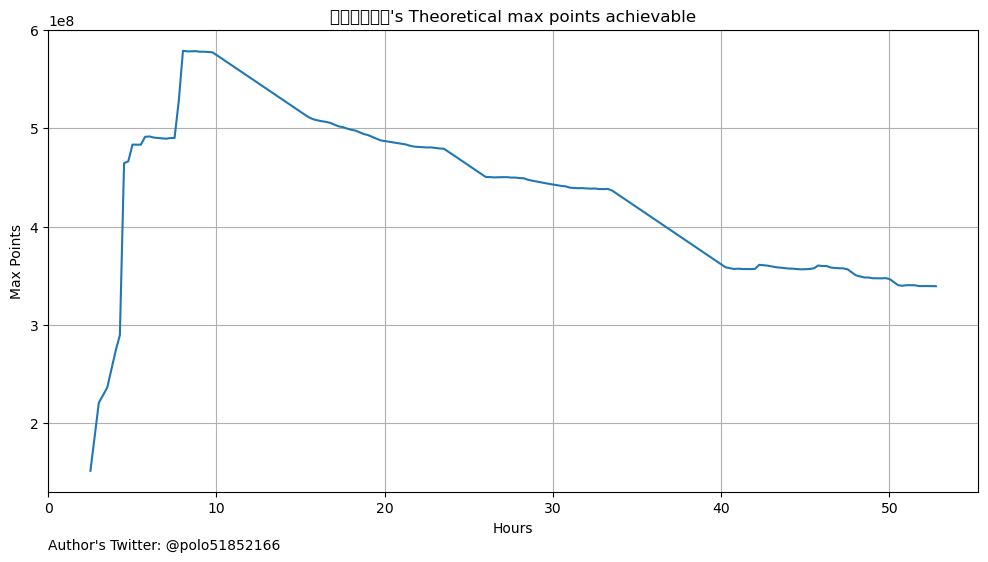 's Theoretical max points achievable
1e8
6
5
4
3
2
Max Points
0 10 20 30 40 50
Hours
Author's Twitter: @polo51852166